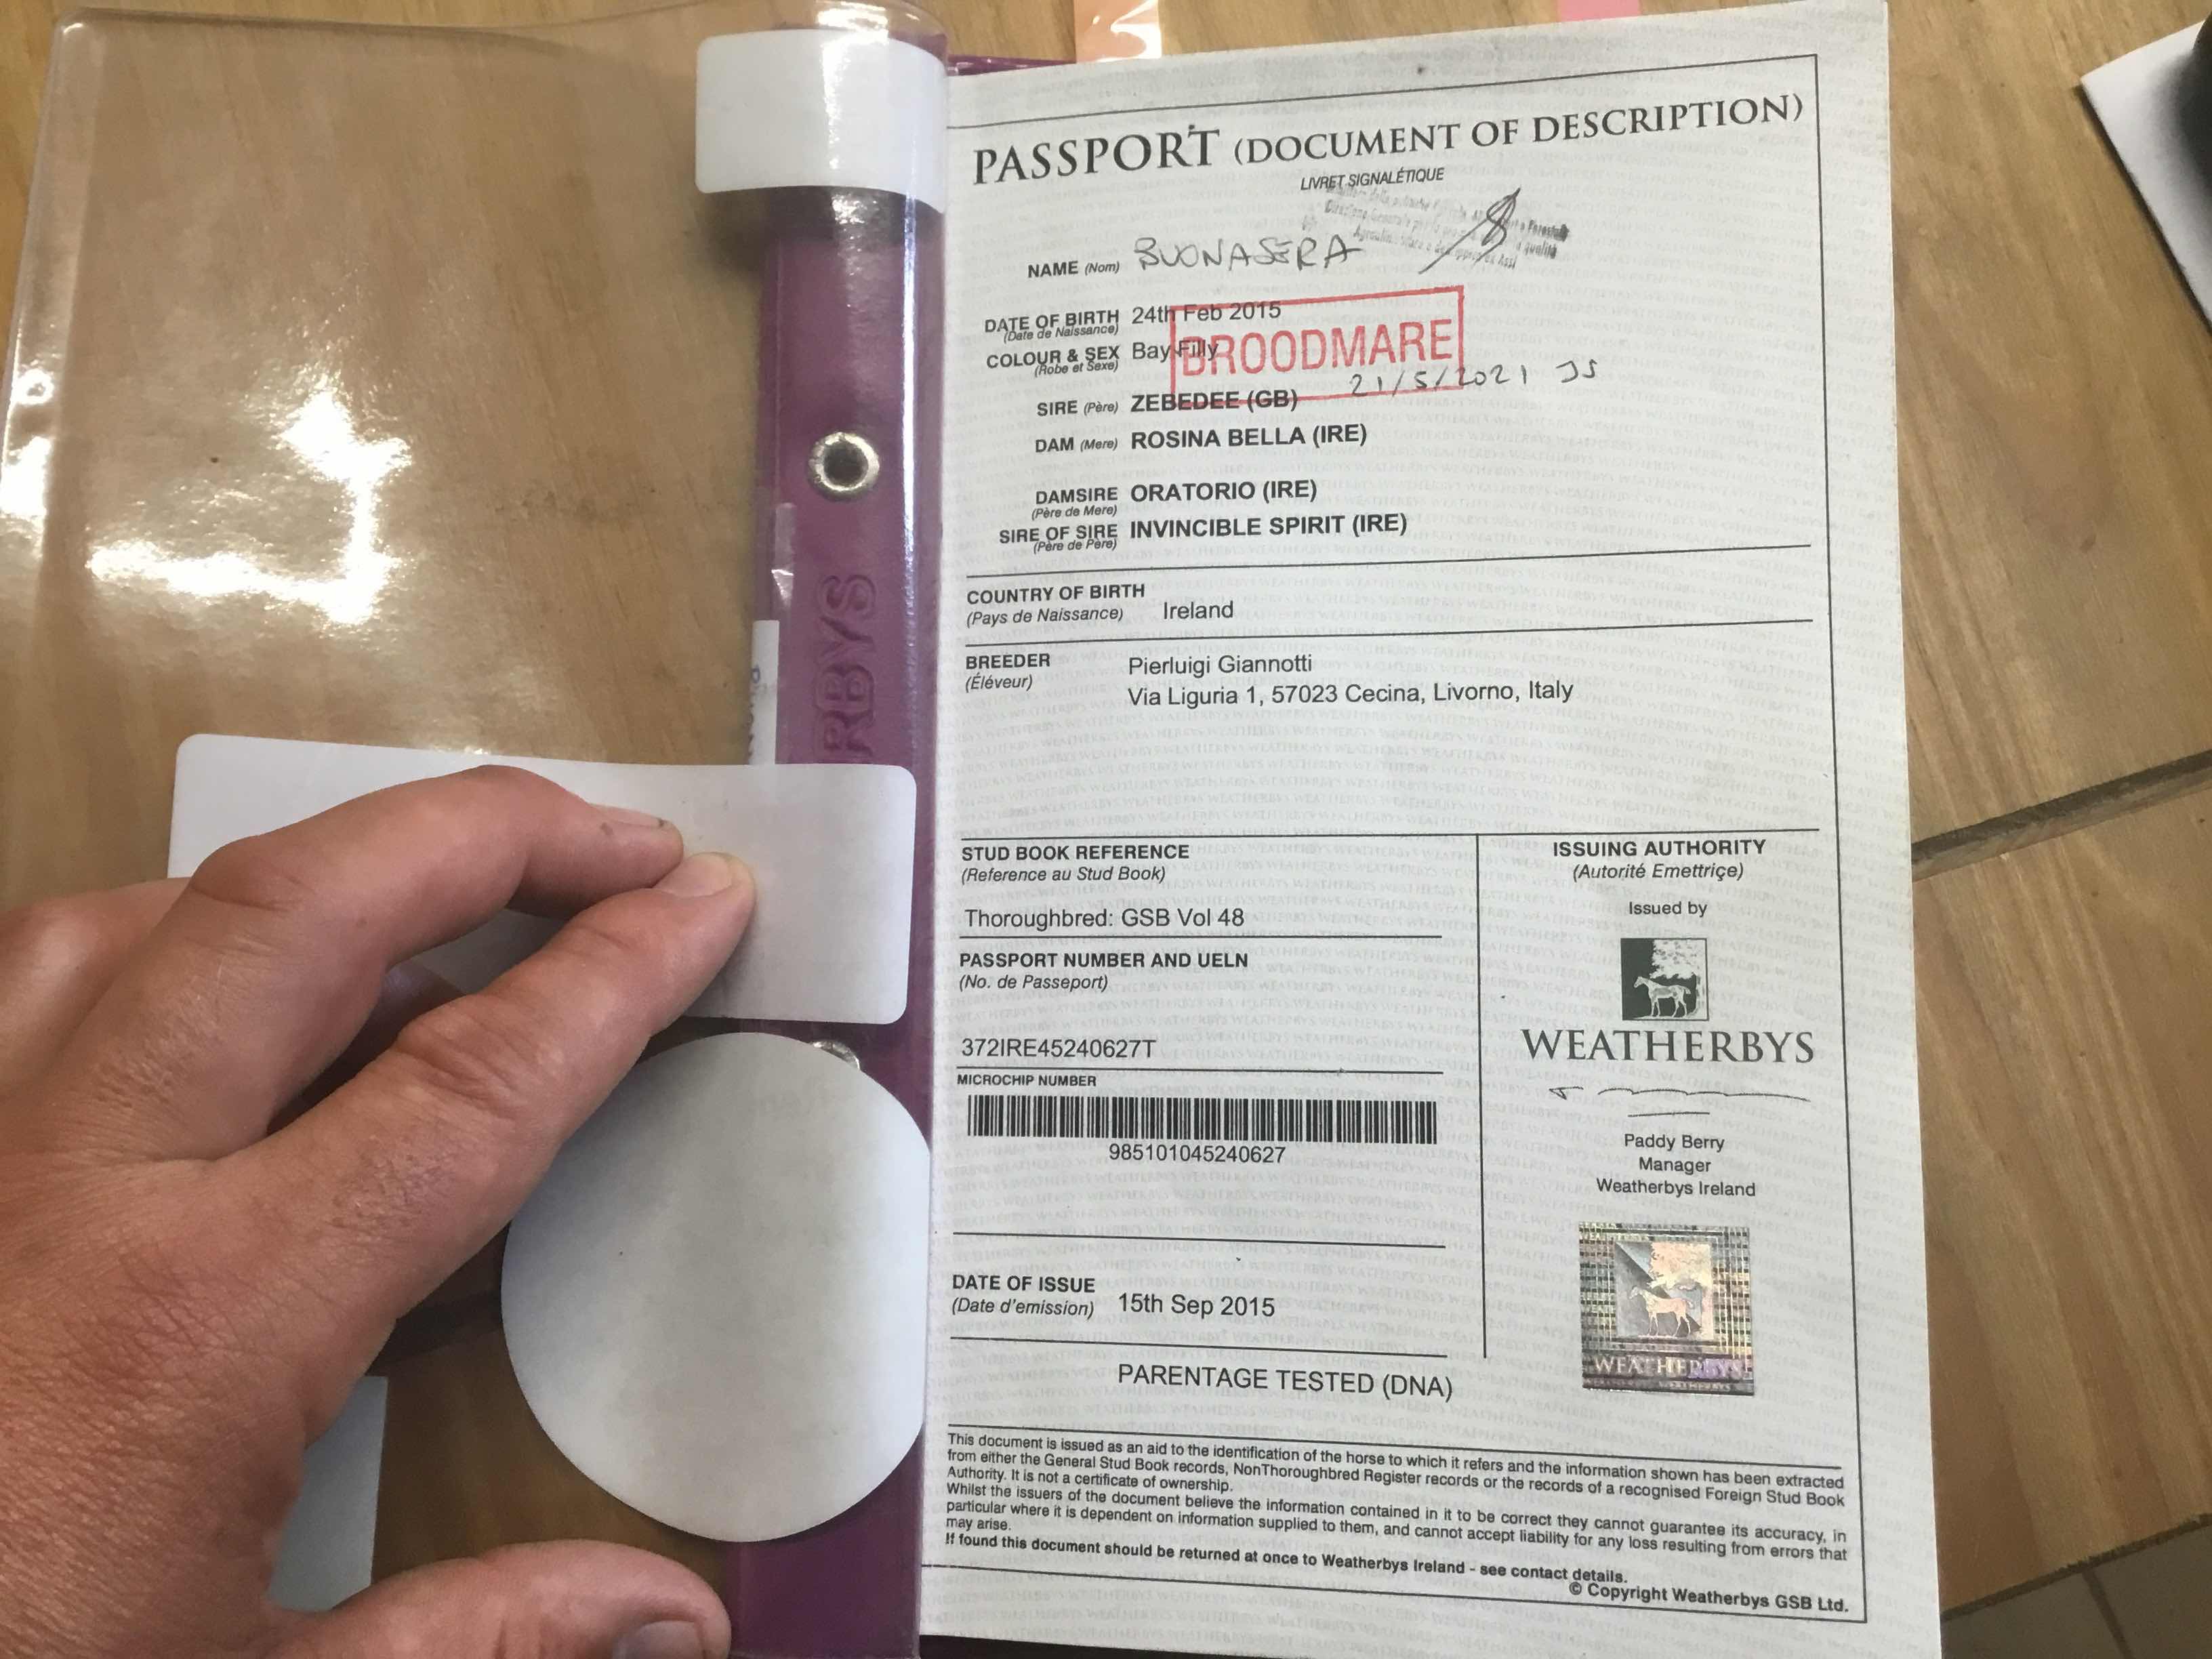 PASSPORT (DOCUMENT OF DESCRIPTION)
LIVRET SIGNALÉTIQUE
NAME (Nom) BUONASERA
DATE OF BIRTH 24th Feb 2015
(Date de Naissance)
COLOUR & SEX Bay Filly
(Robe et Sexe)
BROODMARE
21/5/2021 JS
SIRE (Père) ZEBEDEE (GB)
DAM (Mere) ROSINA BELLA (IRE)
DAMSIRE ORATORIO (IRE)
(Père de Mere)
SIRE OF SIRE INVINCIBLE SPIRIT (IRE)
(Père de Père)
COUNTRY OF BIRTH
(Pays de Naissance) Ireland
BREEDER Pierluigi Giannotti
(Éléveur) Via Liguria 1, 57023 Cecina, Livorno, Italy
STUD BOOK REFERENCE
(Reference au Stud Book)
Thoroughbred: GSB Vol 48
PASSPORT NUMBER AND UELN
(No. de Passeport)
372IRE45240627T
MICROCHIP NUMBER
985101045240627
DATE OF ISSUE
(Date d'emission) 15th Sep 2015
ISSUING AUTHORITY
(Autorité Emettriçe)
Issued by
WEATHERBYS
Paddy Berry
Manager
Weatherbys Ireland
WEATHERBYS
PARENTAGE TESTED (DNA)
This document is issued as an aid to the identification of the horse to which it refers and the information shown has been extracted
from either the General Stud Book records, NonThoroughbred Register records or the records of a recognised Foreign Stud Book
Authority. It is not a certificate of ownership.
Whilst the issuers of the document believe the information contained in it to be correct they cannot guarantee its accuracy, in
particular where it is dependent on information supplied to them, and cannot accept liability for any loss resulting from errors that
may arise.
If found this document should be returned at once to Weatherbys Ireland - see contact details.
© Copyright Weatherbys GSB Ltd.
RBYS